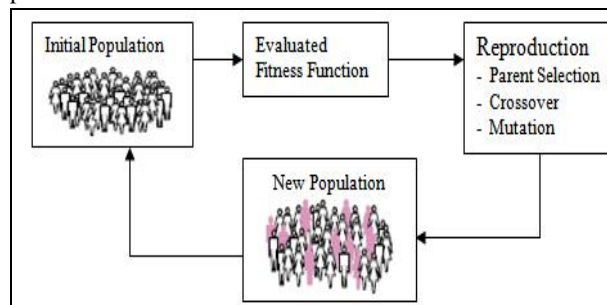 Initial Population
Evaluated
Fitness Function
Reproduction
- Parent Selection
- Crossover
- Mutation
New Population